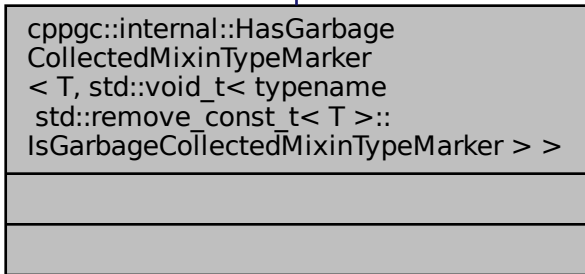 cppgc::internal::HasGarbage
CollectedMixinTypeMarker
< T, std::void_t< typename
std::remove_const_t< T >::
IsGarbageCollectedMixinTypeMarker > >